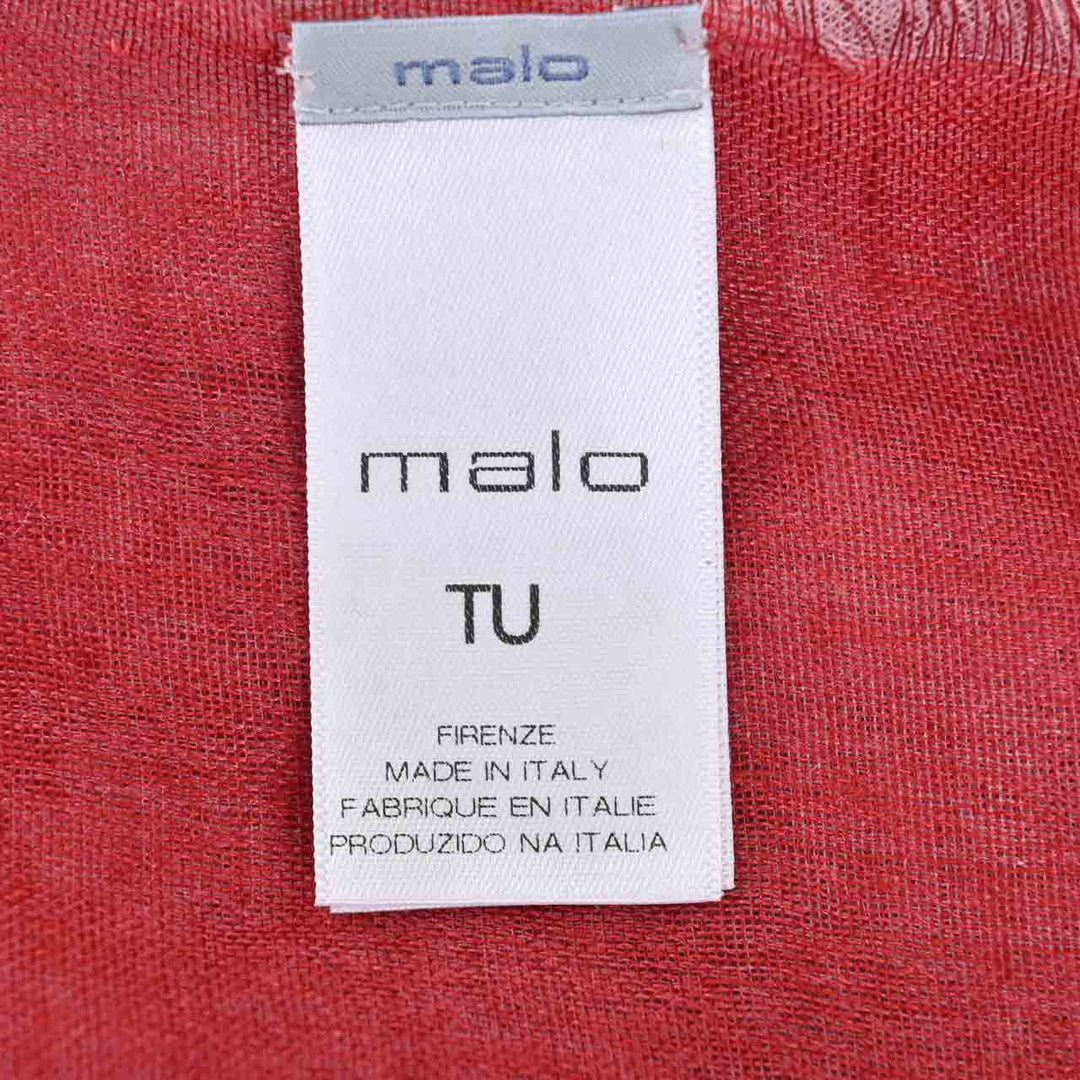 malo
malo
TU
FIRENZE
MADE IN ITALY
FABRIQUE EN ITALIE
PRODUZIDO NA ITALIA